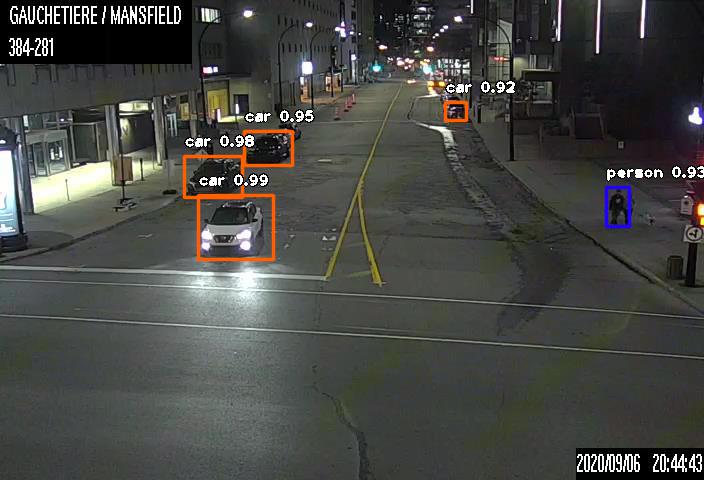 GAUCHETIERE / MANSFIELD
384-281
car 0.92
car 0.95
car 0.98
person 0.93
car 0.99
2020/09/06 20:44:43